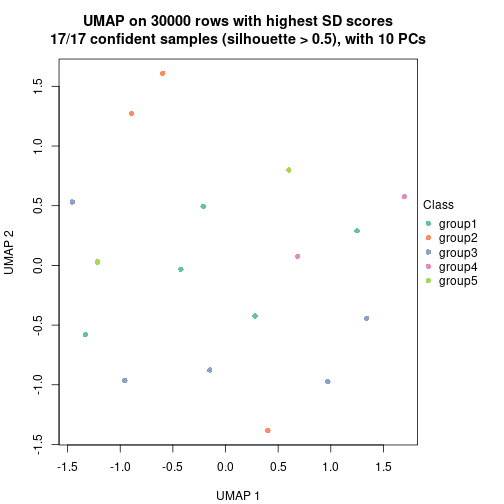 UMAP on 30000 rows with highest SD scores
17/17 confident samples (silhouette > 0.5), with 10 PCs
UMAP 2
1.5
1.0
0.5
0.0
-0.5
-1.0
-1.5
-1.5 -1.0 -0.5 0.0 0.5 1.0 1.5
UMAP 1
Class
group1
group2
group3
group4
group5